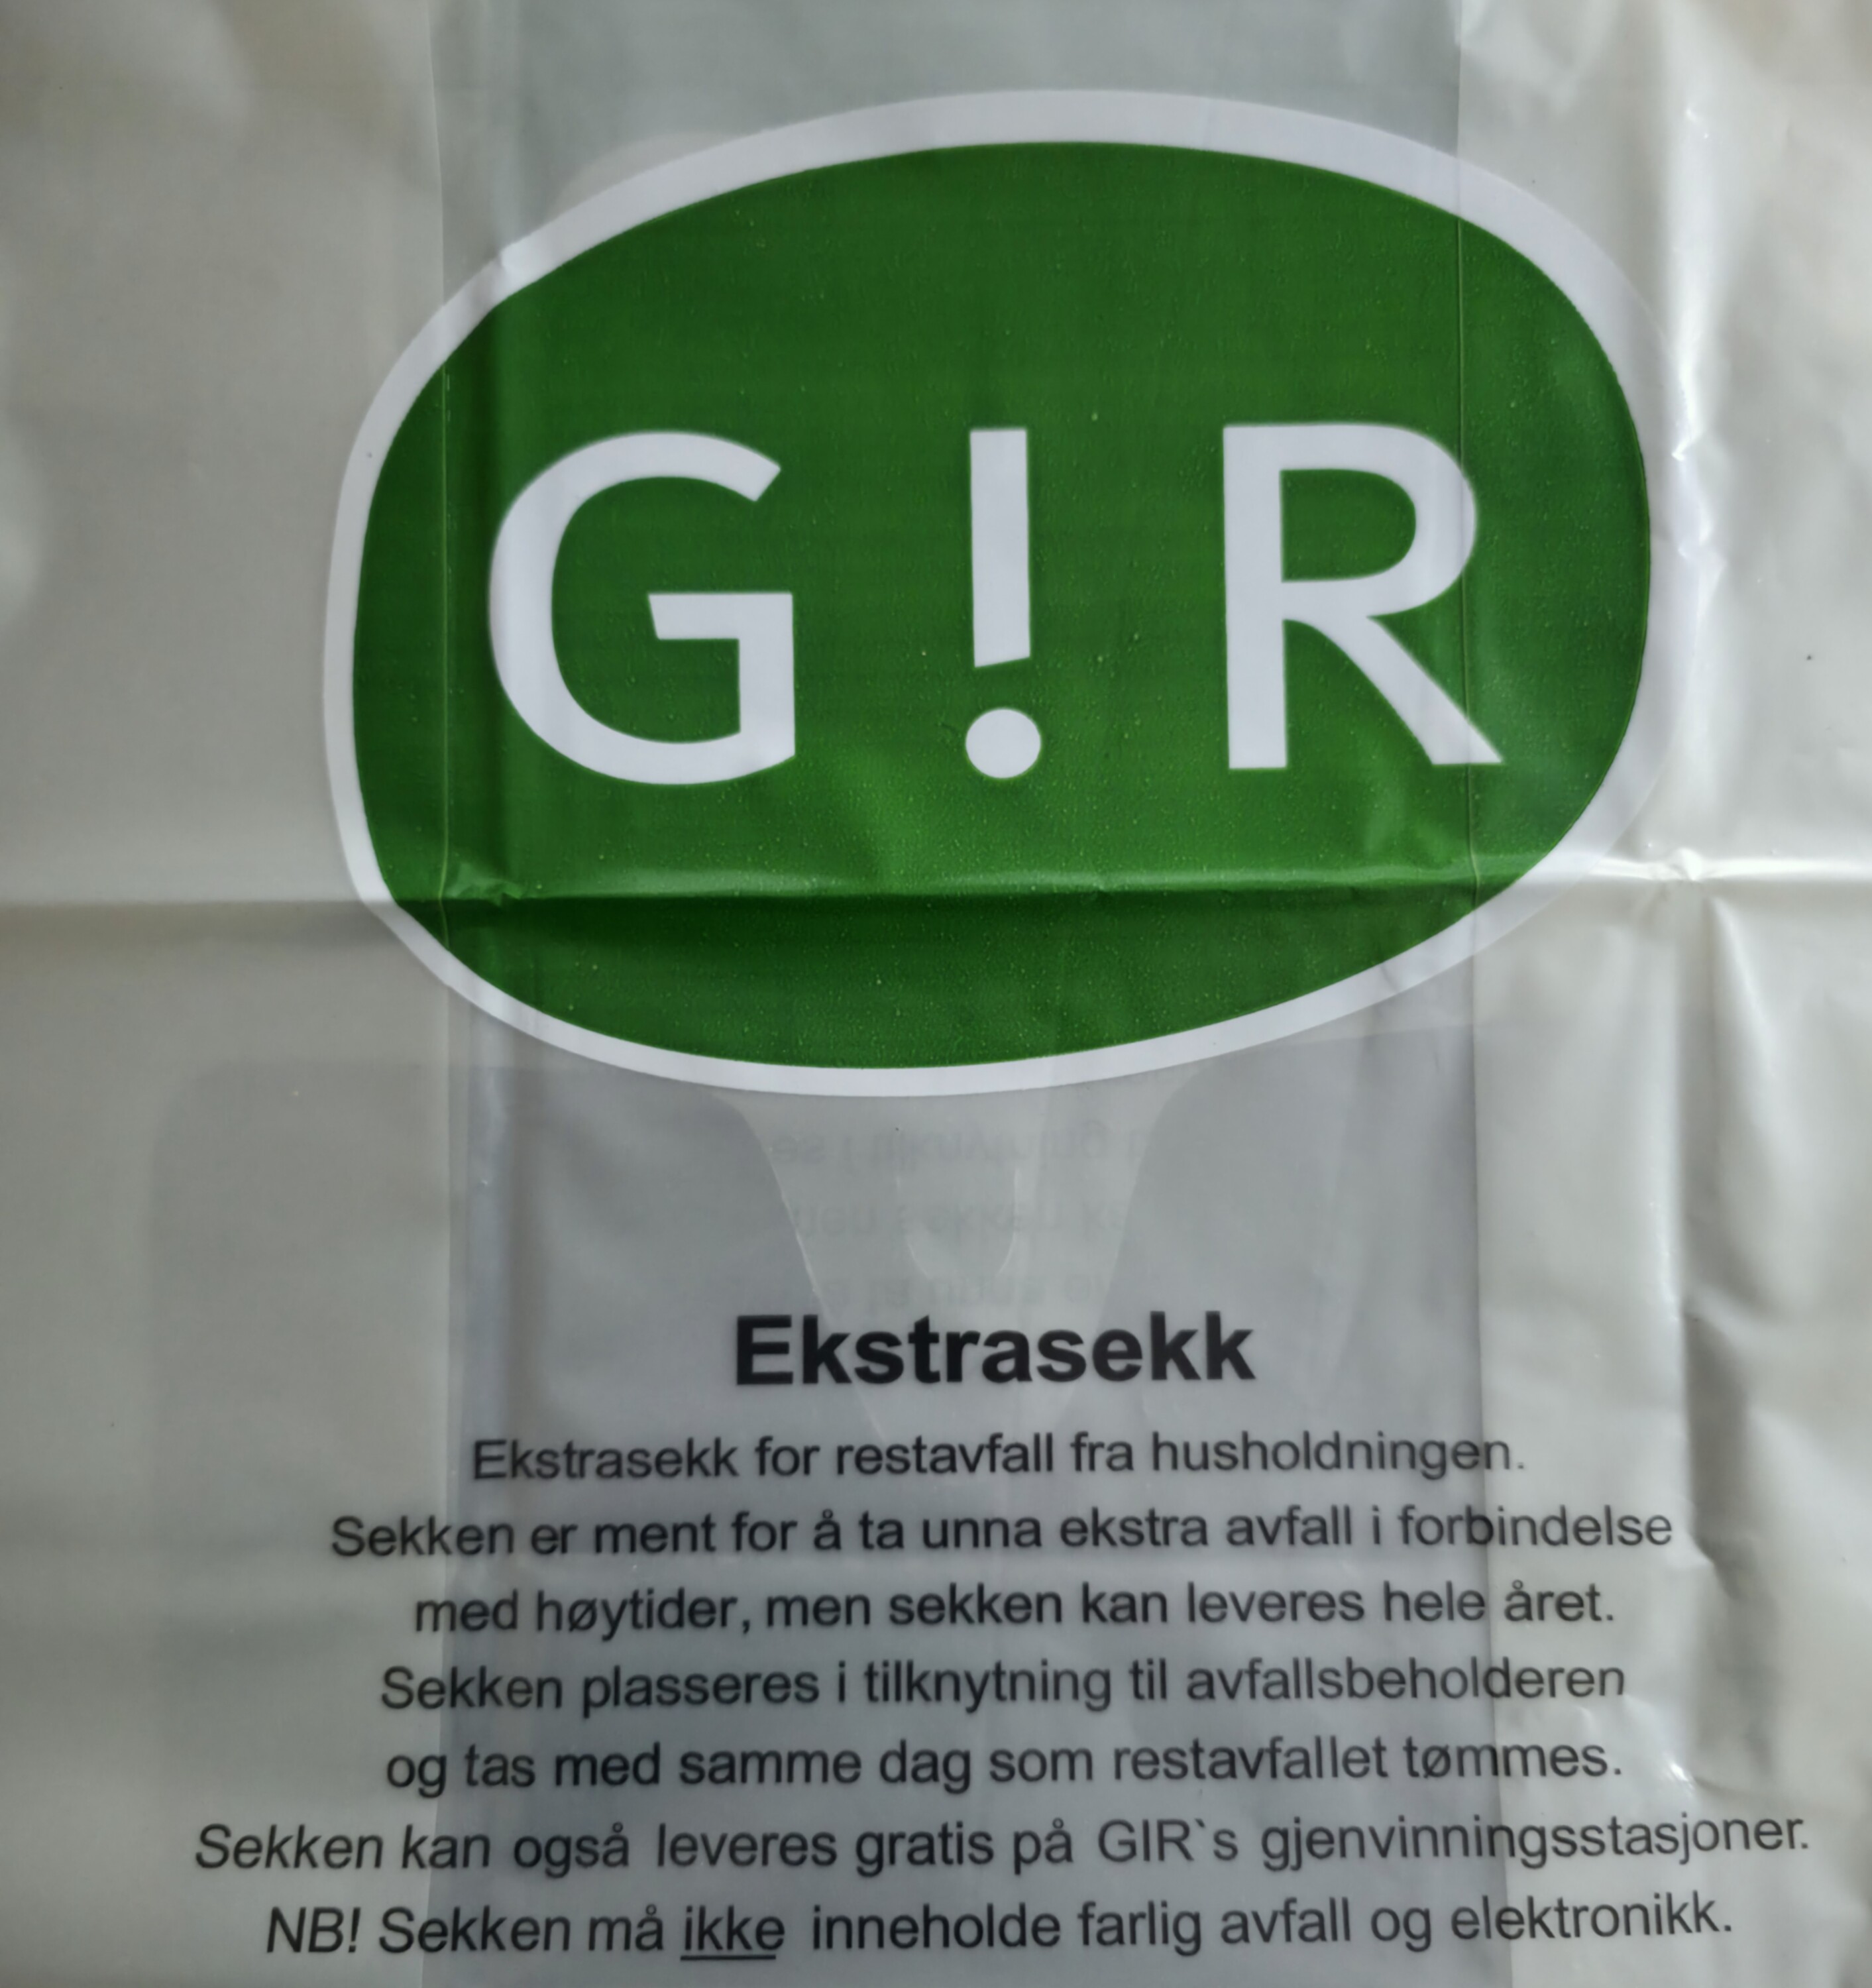 G!R
Ekstrasekk
Ekstrasekk for restavfall fra husholdningen.
Sekken er ment for å ta unna ekstra avfall i forbindelse
med høytider, men sekken kan leveres hele året.
Sekken plasseres i tilknytning til avfallsbeholderen
og tas med samme dag som restavfallet tømmes.
Sekken kan også leveres gratis på GIR`s gjenvinningsstasjoner.
NB! Sekken må ikke inneholde farlig avfall og elektronikk.